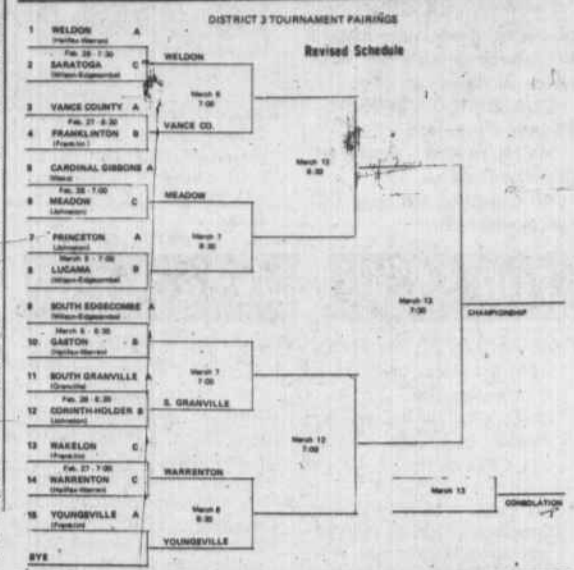 DISTRICT 3 TOURNAMENT PAIRINGS
Revised Schedule
1 WELDON A
(Halifax-Warren)
Feb. 28 - 7:30
2 SARATOGA C
(Wilson-Edgecombe)
3 VANCE COUNTY A
Feb. 27 - 8:30
4 FRANKLINTON B
(Franklin)
5 CARDINAL GIBBONS A
(Wake)
Feb. 28 - 7:00
6 MEADOW C
(Johnston)
7 PRINCETON A
(Johnston)
March 5 - 7:00
8 LUCAMA B
(Wilson-Edgecombe)
9 SOUTH EDGECOMBE A
(Wilson-Edgecombe)
March 5 - 8:30
10 GASTON B
(Halifax-Warren)
11 SOUTH GRANVILLE A
(Granville)
Feb. 28 - 8:30
12 CORINTH-HOLDER B
(Johnston)
13 WAKELON C
(Franklin)
Feb. 27 - 7:00
14 WARRENTON C
(Halifax-Warren)
15 YOUNGSVILLE A
(Franklin)
BYE
WELDON
March 6
7:00
VANCE CO.
MEADOW
March 7
8:30
March 7
7:00
S. GRANVILLE
WARRENTON
March 6
8:30
YOUNGSVILLE
March 12
8:30
March 12
7:00
March 13
7:30
CHAMPIONSHIP
March 13
CONSOLATION